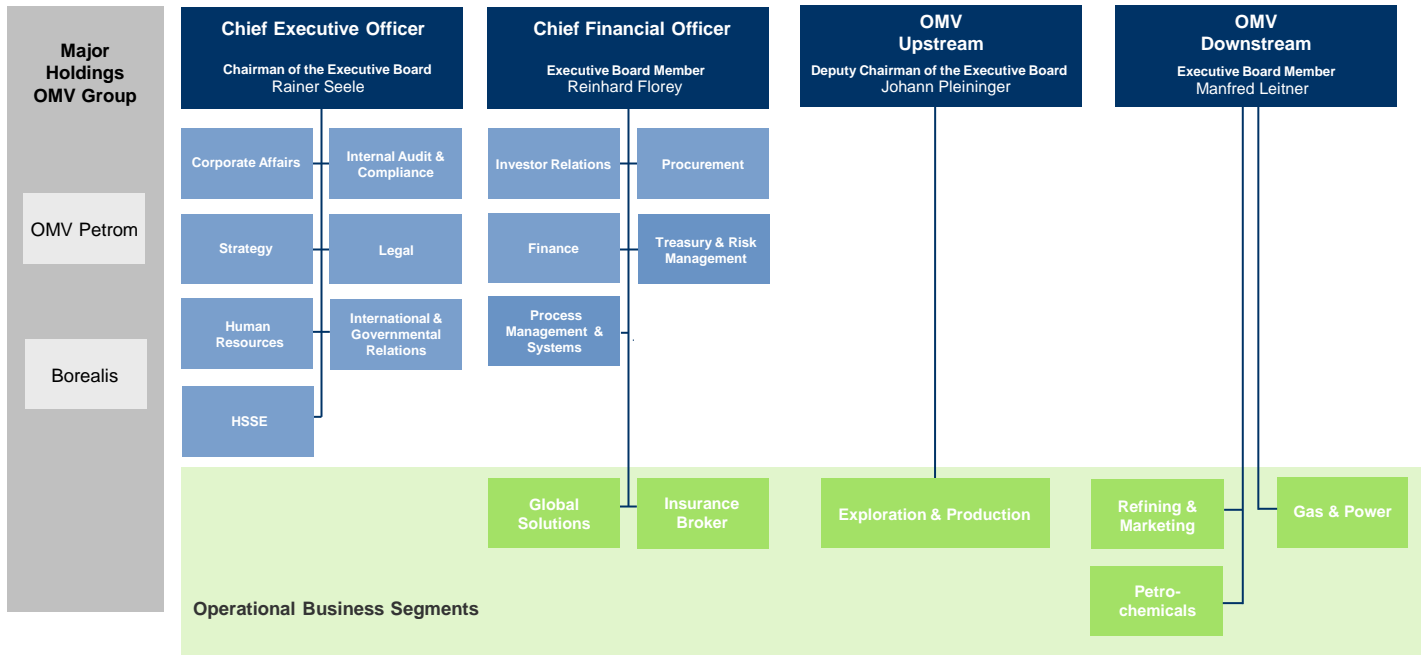 Major
Holdings
OMV Group
OMV Petrom
Borealis
Chief Executive Officer
Chairman of the Executive Board
Rainer Seele
Corporate Affairs
Internal Audit &
Compliance
Strategy
Legal
Human
Resources
International &
Governmental
Relations
HSSE
Chief Financial Officer
Executive Board Member
Reinhard Florey
Investor Relations
Procurement
Finance
Treasury & Risk
Management
Process
Management &
Systems
Global
Solutions
Insurance
Broker
OMV
Upstream
Deputy Chairman of the Executive Board
Johann Pleininger
Exploration & Production
OMV
Downstream
Executive Board Member
Manfred Leitner
Refining &
Marketing
Gas & Power
Petro-
chemicals
Operational Business Segments